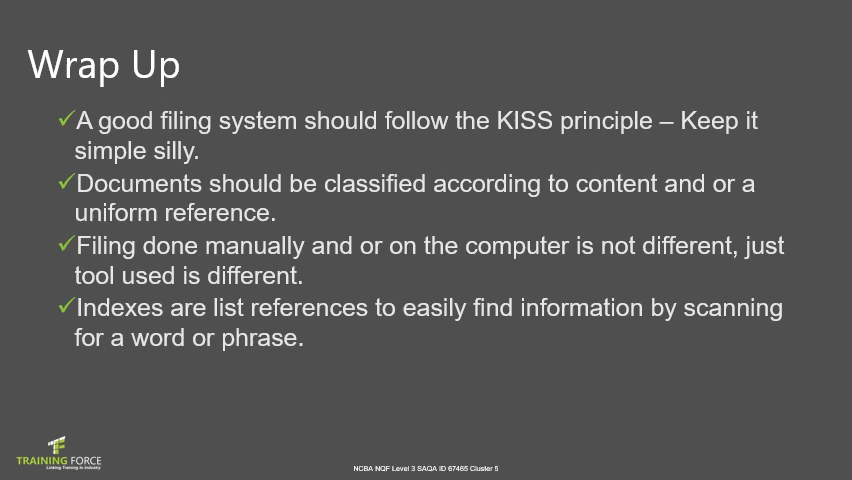 Wrap Up
✓A good filing system should follow the KISS principle – Keep it
simple silly.
✓Documents should be classified according to content and or a
uniform reference.
✓Filing done manually and or on the computer is not different, just
tool used is different.
✓Indexes are list references to easily find information by scanning
for a word or phrase.
TRAINING FORCE
Linking Training to Industry
NCBA NQF Level 3 SAQA ID 67465 Cluster 5